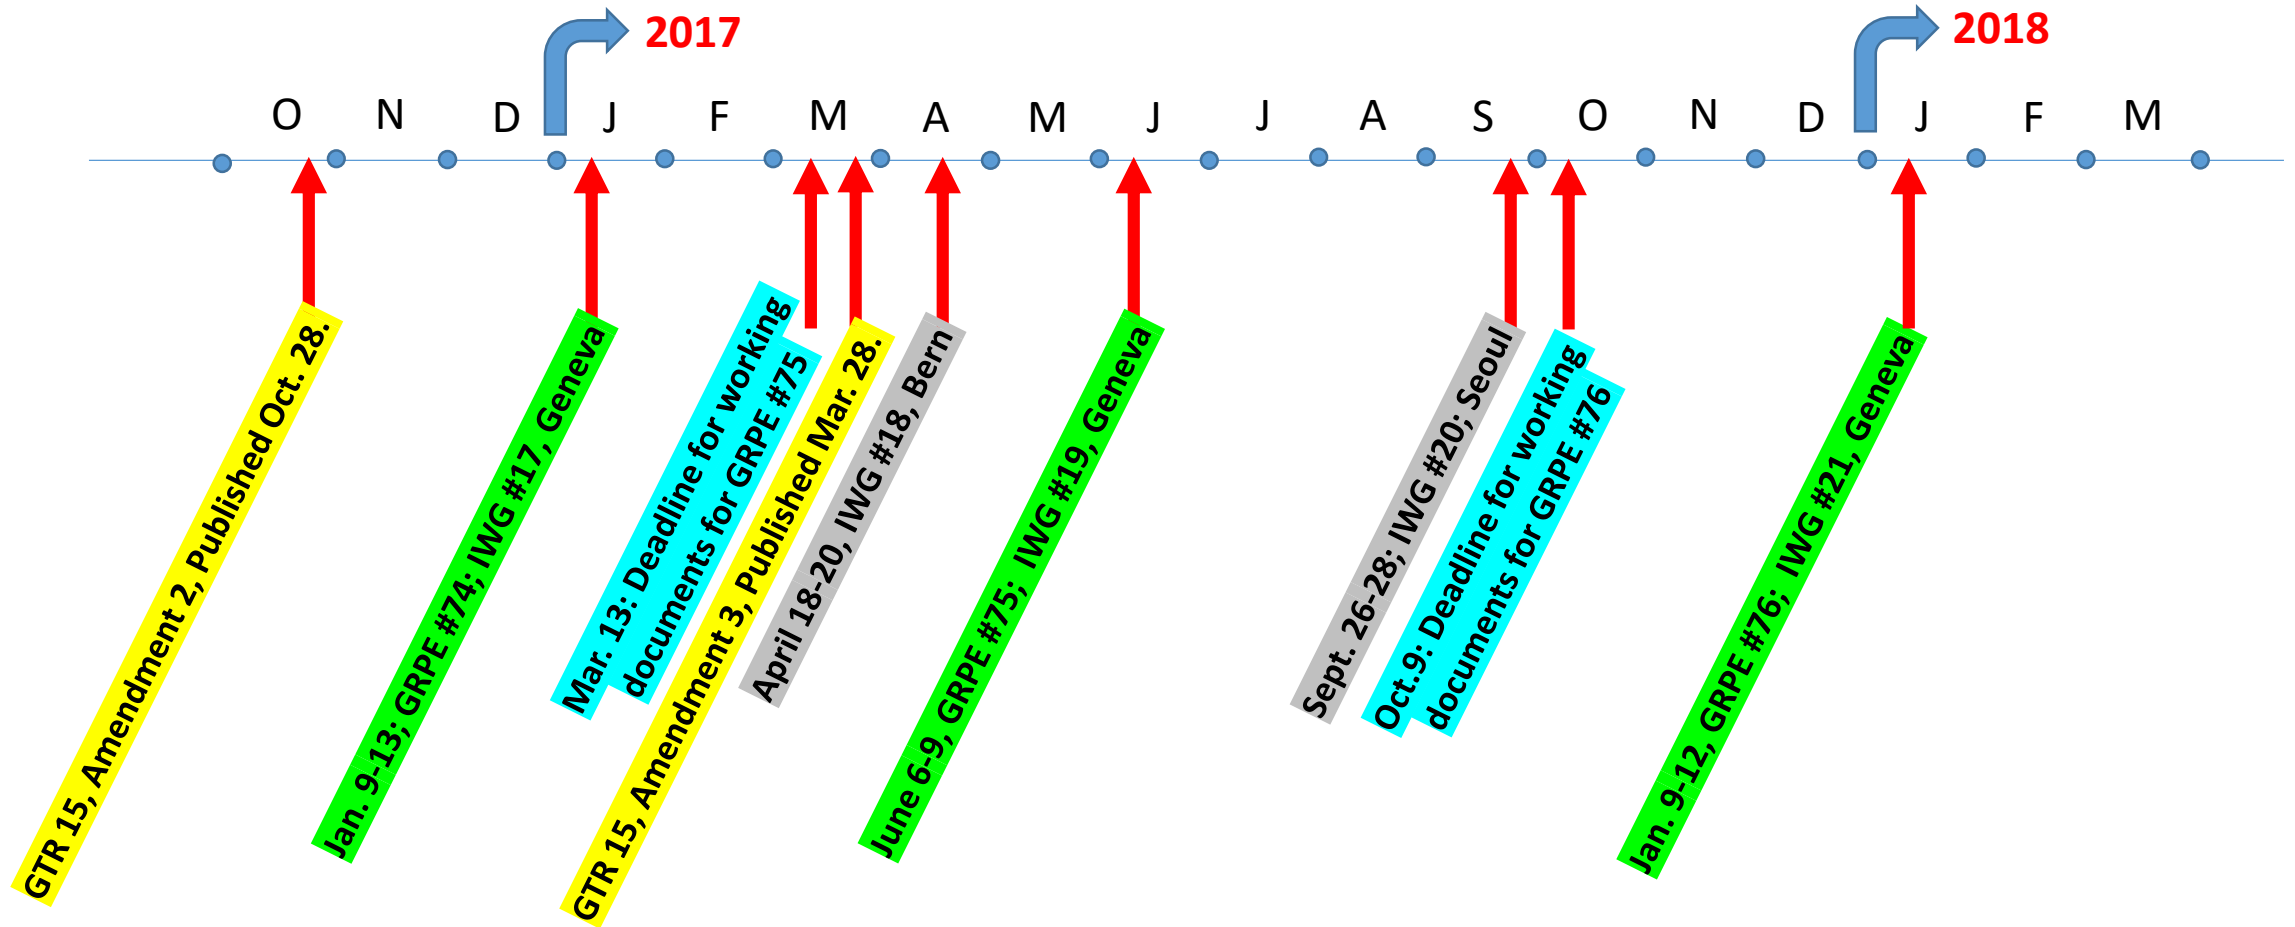 2017
2018
O N D J F M A M J J A S O N D J F M
GTR 15, Amendment 2, Published Oct. 28.
Jan. 9-13; GRPE #74; IWG #17, Geneva
Mar. 13: Deadline for working
documents for GRPE #75
GTR 15, Amendment 3, Published Mar. 28.
April 18-20, IWG #18, Bern
June 6-9, GRPE #75; IWG #19, Geneva
Sept. 26-28; IWG #20; Seoul
Oct.9: Deadline for working
documents for GRPE #76
Jan. 9-12, GRPE #76; IWG #21, Geneva